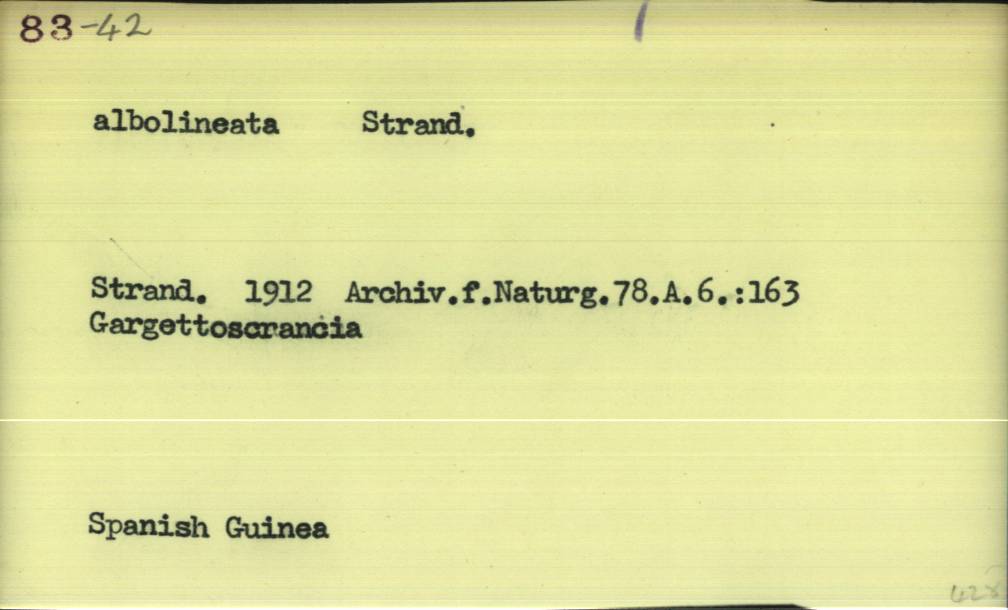 83-42
albolineata Strand.
Strand. 1912 Archiv.f.Naturg.78.A.6.:163
Gargettoscrancia
Spanish Guinea